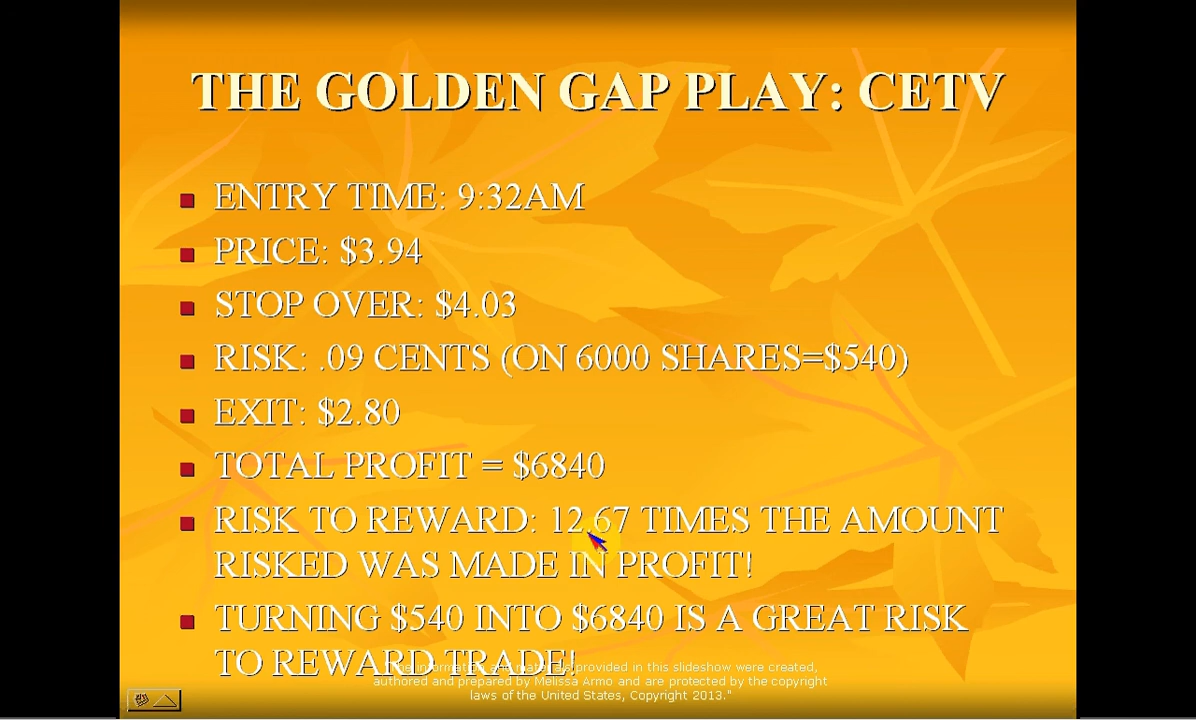 THE GOLDEN GAP PLAY: CETV
ENTRY TIME: 9:32AM
PRICE: $3.94
STOP OVER: $4.03
RISK: .09 CENTS (ON 6000 SHARES=$540)
EXIT: $2.80
TOTAL PROFIT = $6840
RISK TO REWARD: 12.67 TIMES THE AMOUNT
RISKED WAS MADE IN PROFIT!
TURNING $540 INTO $6840 IS A GREAT RISK
TO REWARD TRADE!
"The information and materials provided in this slideshow were created,
authored and prepared by Melissa Armo and are protected by the copyright
laws of the United States, Copyright 2013."